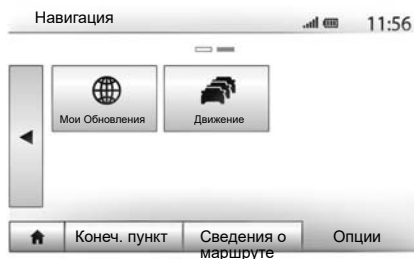 Навигация
11:56
Мои Обновления
Движение
Конеч. пункт
Сведения о
маршруте
Опции